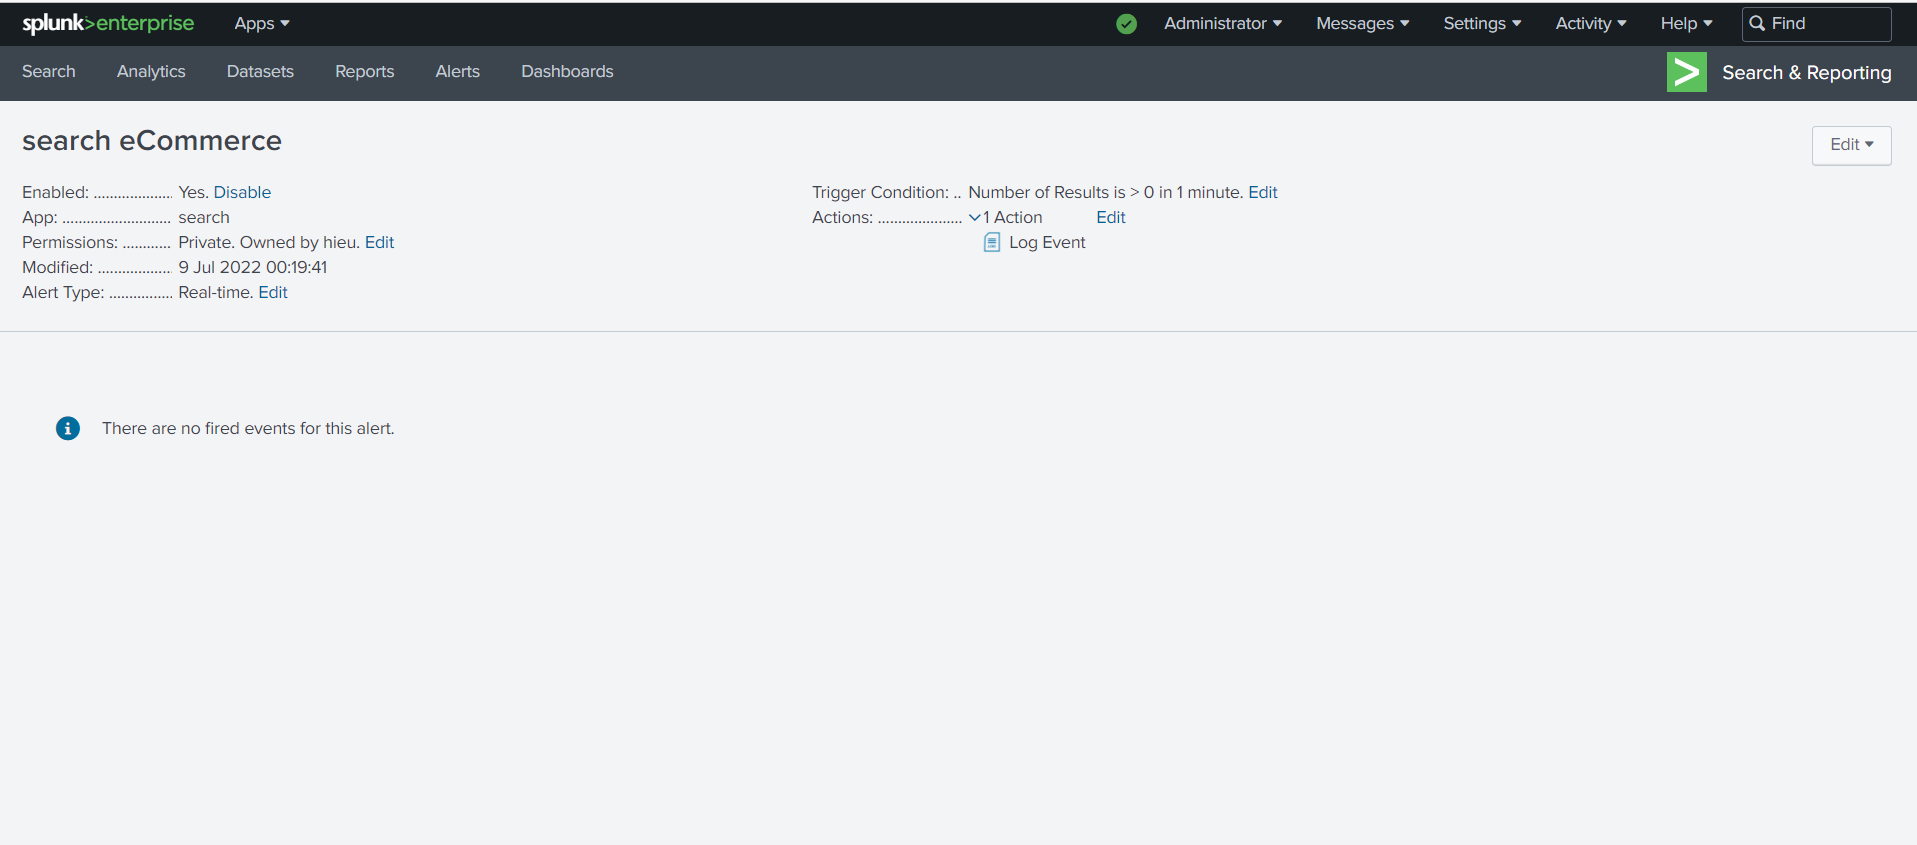 splunk>enterprise Apps Administrator Messages Settings Activity Help Find
Search Analytics Datasets Reports Alerts Dashboards Search & Reporting
search eCommerce
Edit
Enabled: .................... Yes. Disable
App: ........................... search
Permissions: ............ Private. Owned by hieu. Edit
Modified: ................... 9 Jul 2022 00:19:41
Alert Type: ................ Real-time. Edit
Trigger Condition: .. Number of Results is > 0 in 1 minute. Edit
Actions: ..................... 1 Action Edit
Log Event
There are no fired events for this alert.